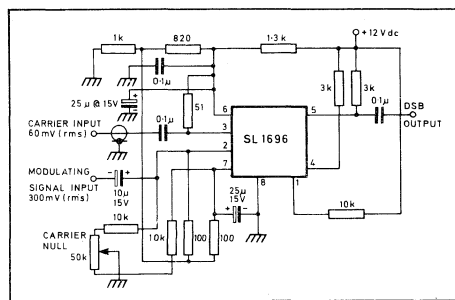 1k
820
1·3k
+12V dc
0·1μ
3k
3k
25μ@15V
51
6
5
0·1μ
DSB
OUTPUT
CARRIER INPUT
60mV (rms)
0·1μ
3
SL 1696
2
MODULATING
SIGNAL INPUT
300mV (rms)
7
4
8
1
10μ
15V
25μ
15V
10k
10k
CARRIER
NULL
50k
10k
100
100